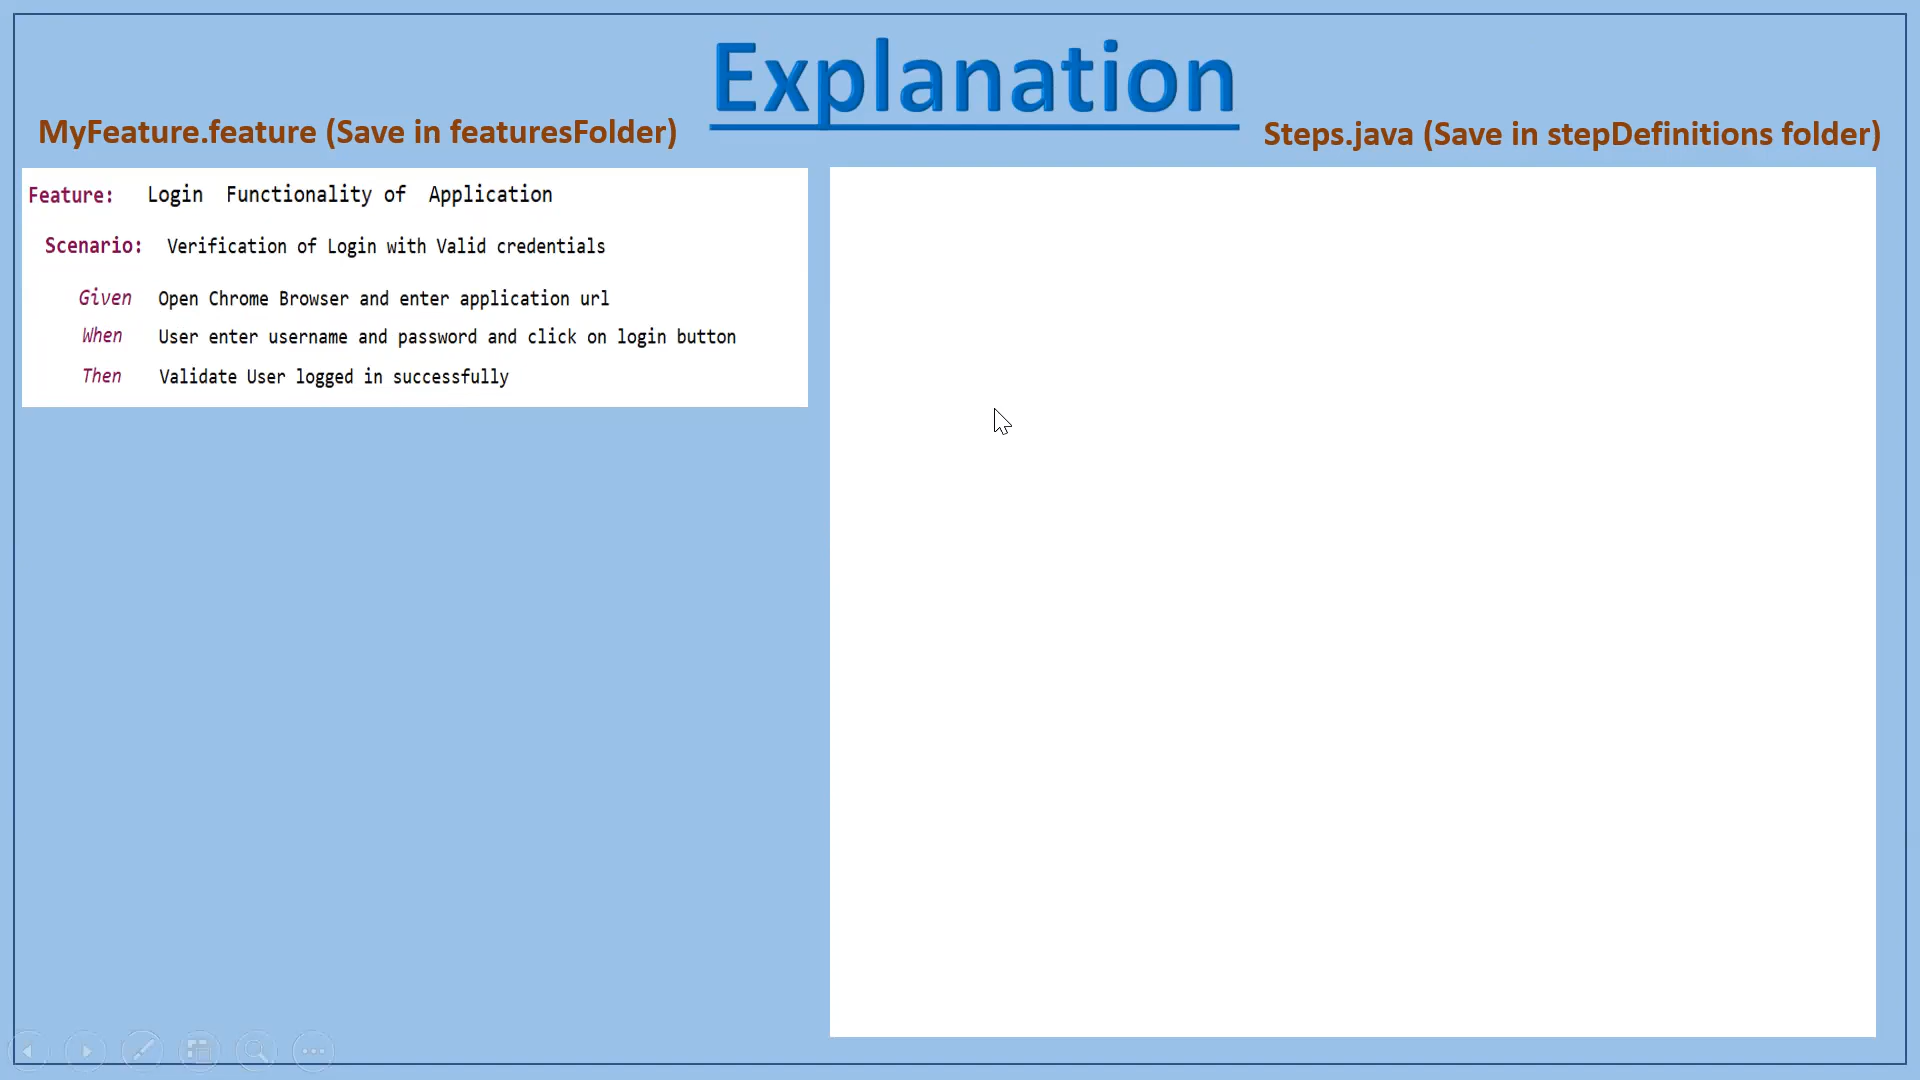 Explanation
MyFeature.feature (Save in featuresFolder)
Steps.java (Save in stepDefinitions folder)
Feature: Login Functionality of Application
Scenario: Verification of Login with Valid credentials
Given Open Chrome Browser and enter application url
When User enter username and password and click on login button
Then Validate User logged in successfully